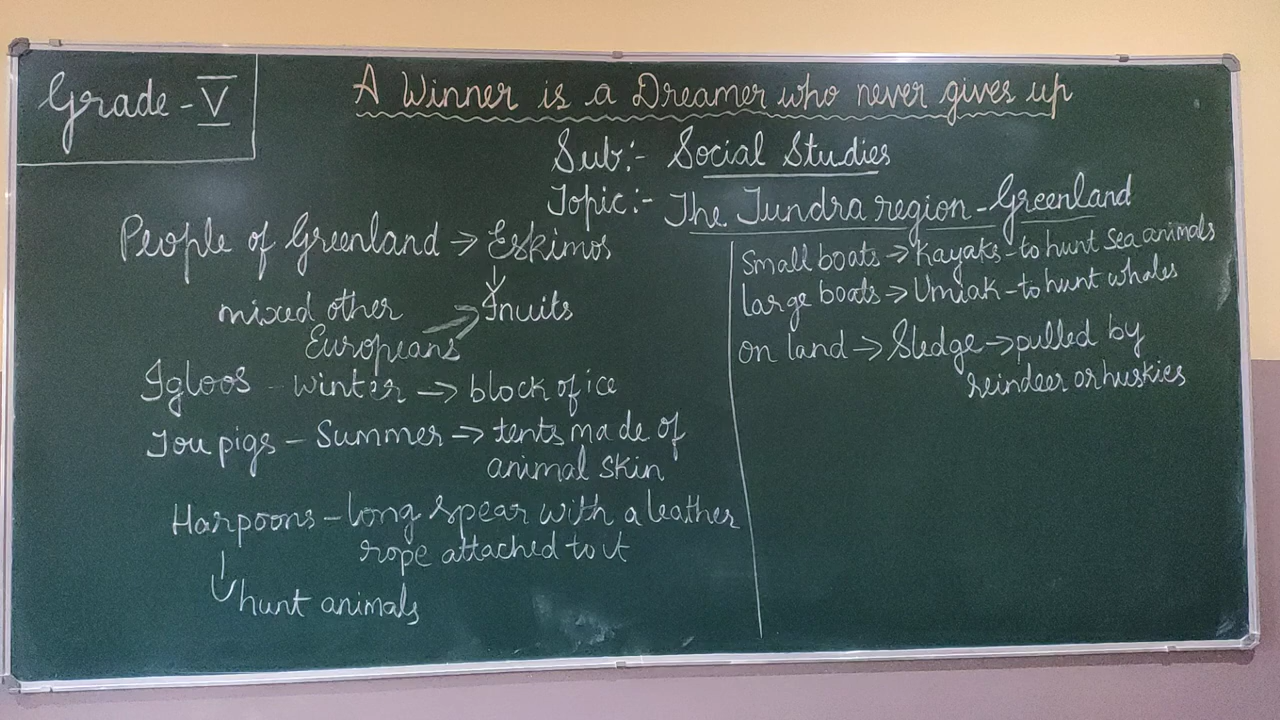 Grade - V
A Winner is a Dreamer who never gives up
Sub:- Social Studies
Topic:- The Tundra region - Greenland
People of Greenland → Eskimos
↓
mixed other → Inuits
Europeans
Igloos - winter → block of ice
Toupigs - Summer → tents made of
animal skin
Harpoons - long spear with a leather
rope attached to it
↓ hunt animals
Small boats → Kayaks - to hunt Sea animals
large boats → Umiak - to hunt whales
on land → Sledge → pulled by
reindeer or huskies